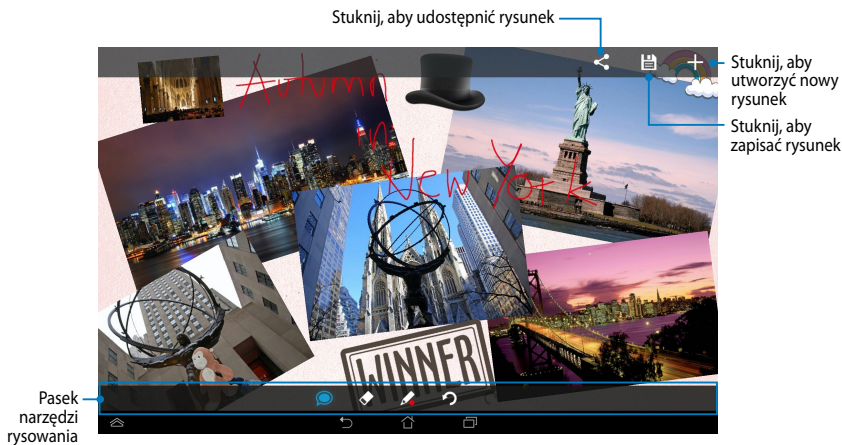 Stuknij, aby udostępnić rysunek
Stuknij, aby
utworzyć nowy
rysunek
Stuknij, aby
zapisać rysunek
Autumn
in
New York
WINNER
Pasek
narzędzi
rysowania